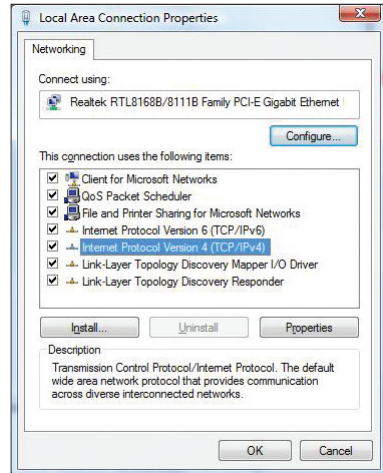 Local Area Connection Properties
Networking
Connect using:
Realtek RTL8168B/8111B Family PCI-E Gigabit Ethernet
Configure...
This connection uses the following items:
Client for Microsoft Networks
QoS Packet Scheduler
File and Printer Sharing for Microsoft Networks
Internet Protocol Version 6 (TCP/IPv6)
Internet Protocol Version 4 (TCP/IPv4)
Link-Layer Topology Discovery Mapper I/O Driver
Link-Layer Topology Discovery Responder
Install... Uninstall Properties
Description
Transmission Control Protocol/Internet Protocol. The default
wide area network protocol that provides communication
across diverse interconnected networks.
OK Cancel